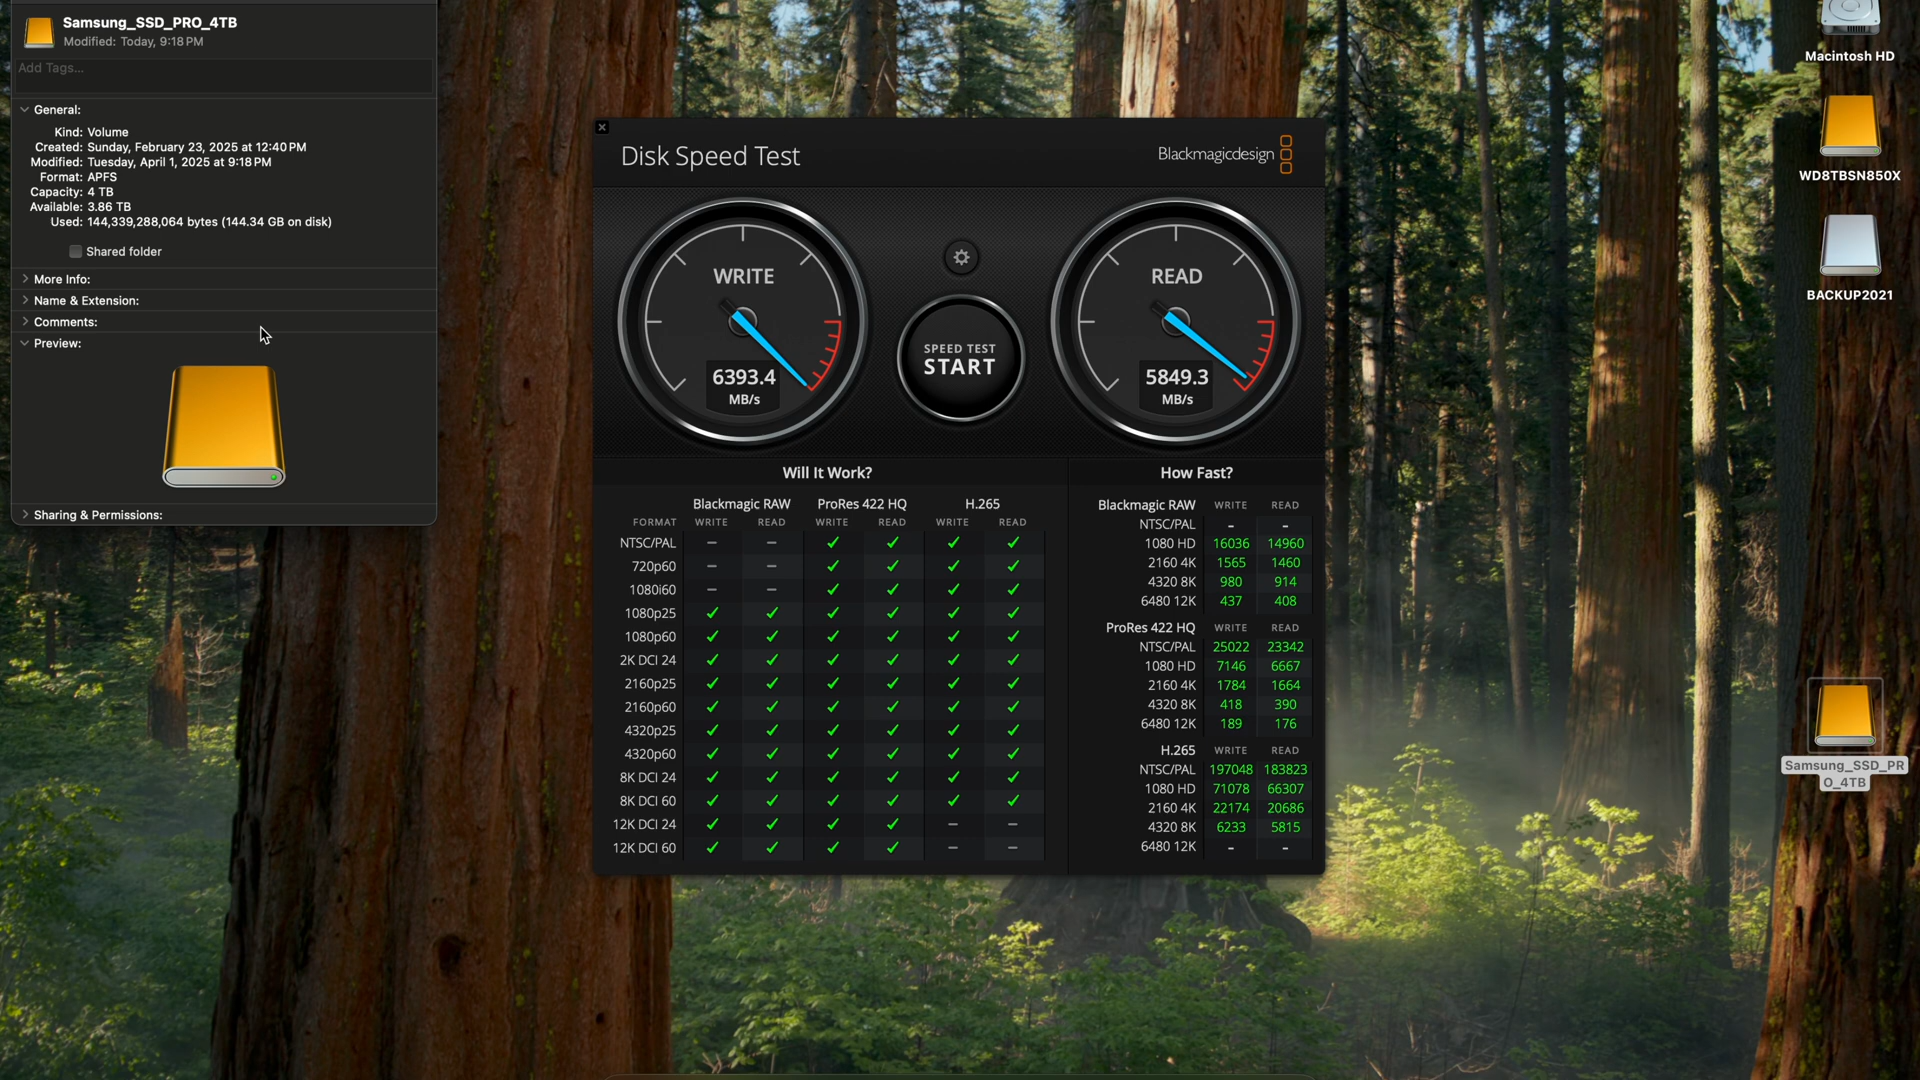 Samsung_SSD_PRO_4TB
Modified: Today, 9:18 PM
Add Tags...
General:
Kind: Volume
Created: Sunday, February 23, 2025 at 12:40 PM
Modified: Tuesday, April 1, 2025 at 9:18 PM
Format: APFS
Capacity: 4 TB
Available: 3.86 TB
Used: 144,339,288,064 bytes (144.34 GB on disk)
Shared folder
More Info:
Name & Extension:
Comments:
Preview:
Sharing & Permissions:
Disk Speed Test
Blackmagicdesign
WRITE
6393.4
MB/s
SPEED TEST
START
READ
5849.3
MB/s
Will It Work?
Blackmagic RAW ProRes 422 HQ H.265
FORMAT WRITE READ WRITE READ WRITE READ
NTSC/PAL – – ✓ ✓ ✓ ✓
720p60 – – ✓ ✓ ✓ ✓
1080i60 – – ✓ ✓ ✓ ✓
1080p25 ✓ ✓ ✓ ✓ ✓ ✓
1080p60 ✓ ✓ ✓ ✓ ✓ ✓
2K DCI 24 ✓ ✓ ✓ ✓ ✓ ✓
2160p25 ✓ ✓ ✓ ✓ ✓ ✓
2160p60 ✓ ✓ ✓ ✓ ✓ ✓
4320p25 ✓ ✓ ✓ ✓ ✓ ✓
4320p60 ✓ ✓ ✓ ✓ ✓ ✓
8K DCI 24 ✓ ✓ ✓ ✓ ✓ ✓
8K DCI 60 ✓ ✓ ✓ ✓ ✓ ✓
12K DCI 24 ✓ ✓ ✓ ✓ – –
12K DCI 60 ✓ ✓ ✓ ✓ – –
How Fast?
Blackmagic RAW WRITE READ
NTSC/PAL - -
1080 HD 16036 14960
2160 4K 1565 1460
4320 8K 980 914
6480 12K 437 408
ProRes 422 HQ WRITE READ
NTSC/PAL 25022 23342
1080 HD 7146 6667
2160 4K 1784 1664
4320 8K 418 390
6480 12K 189 176
H.265 WRITE READ
NTSC/PAL 197048 183823
1080 HD 71078 66307
2160 4K 22174 20686
4320 8K 6233 5815
6480 12K - -
Macintosh HD
WD8TBSN850X
BACKUP2021
Samsung_SSD_PR
O_4TB